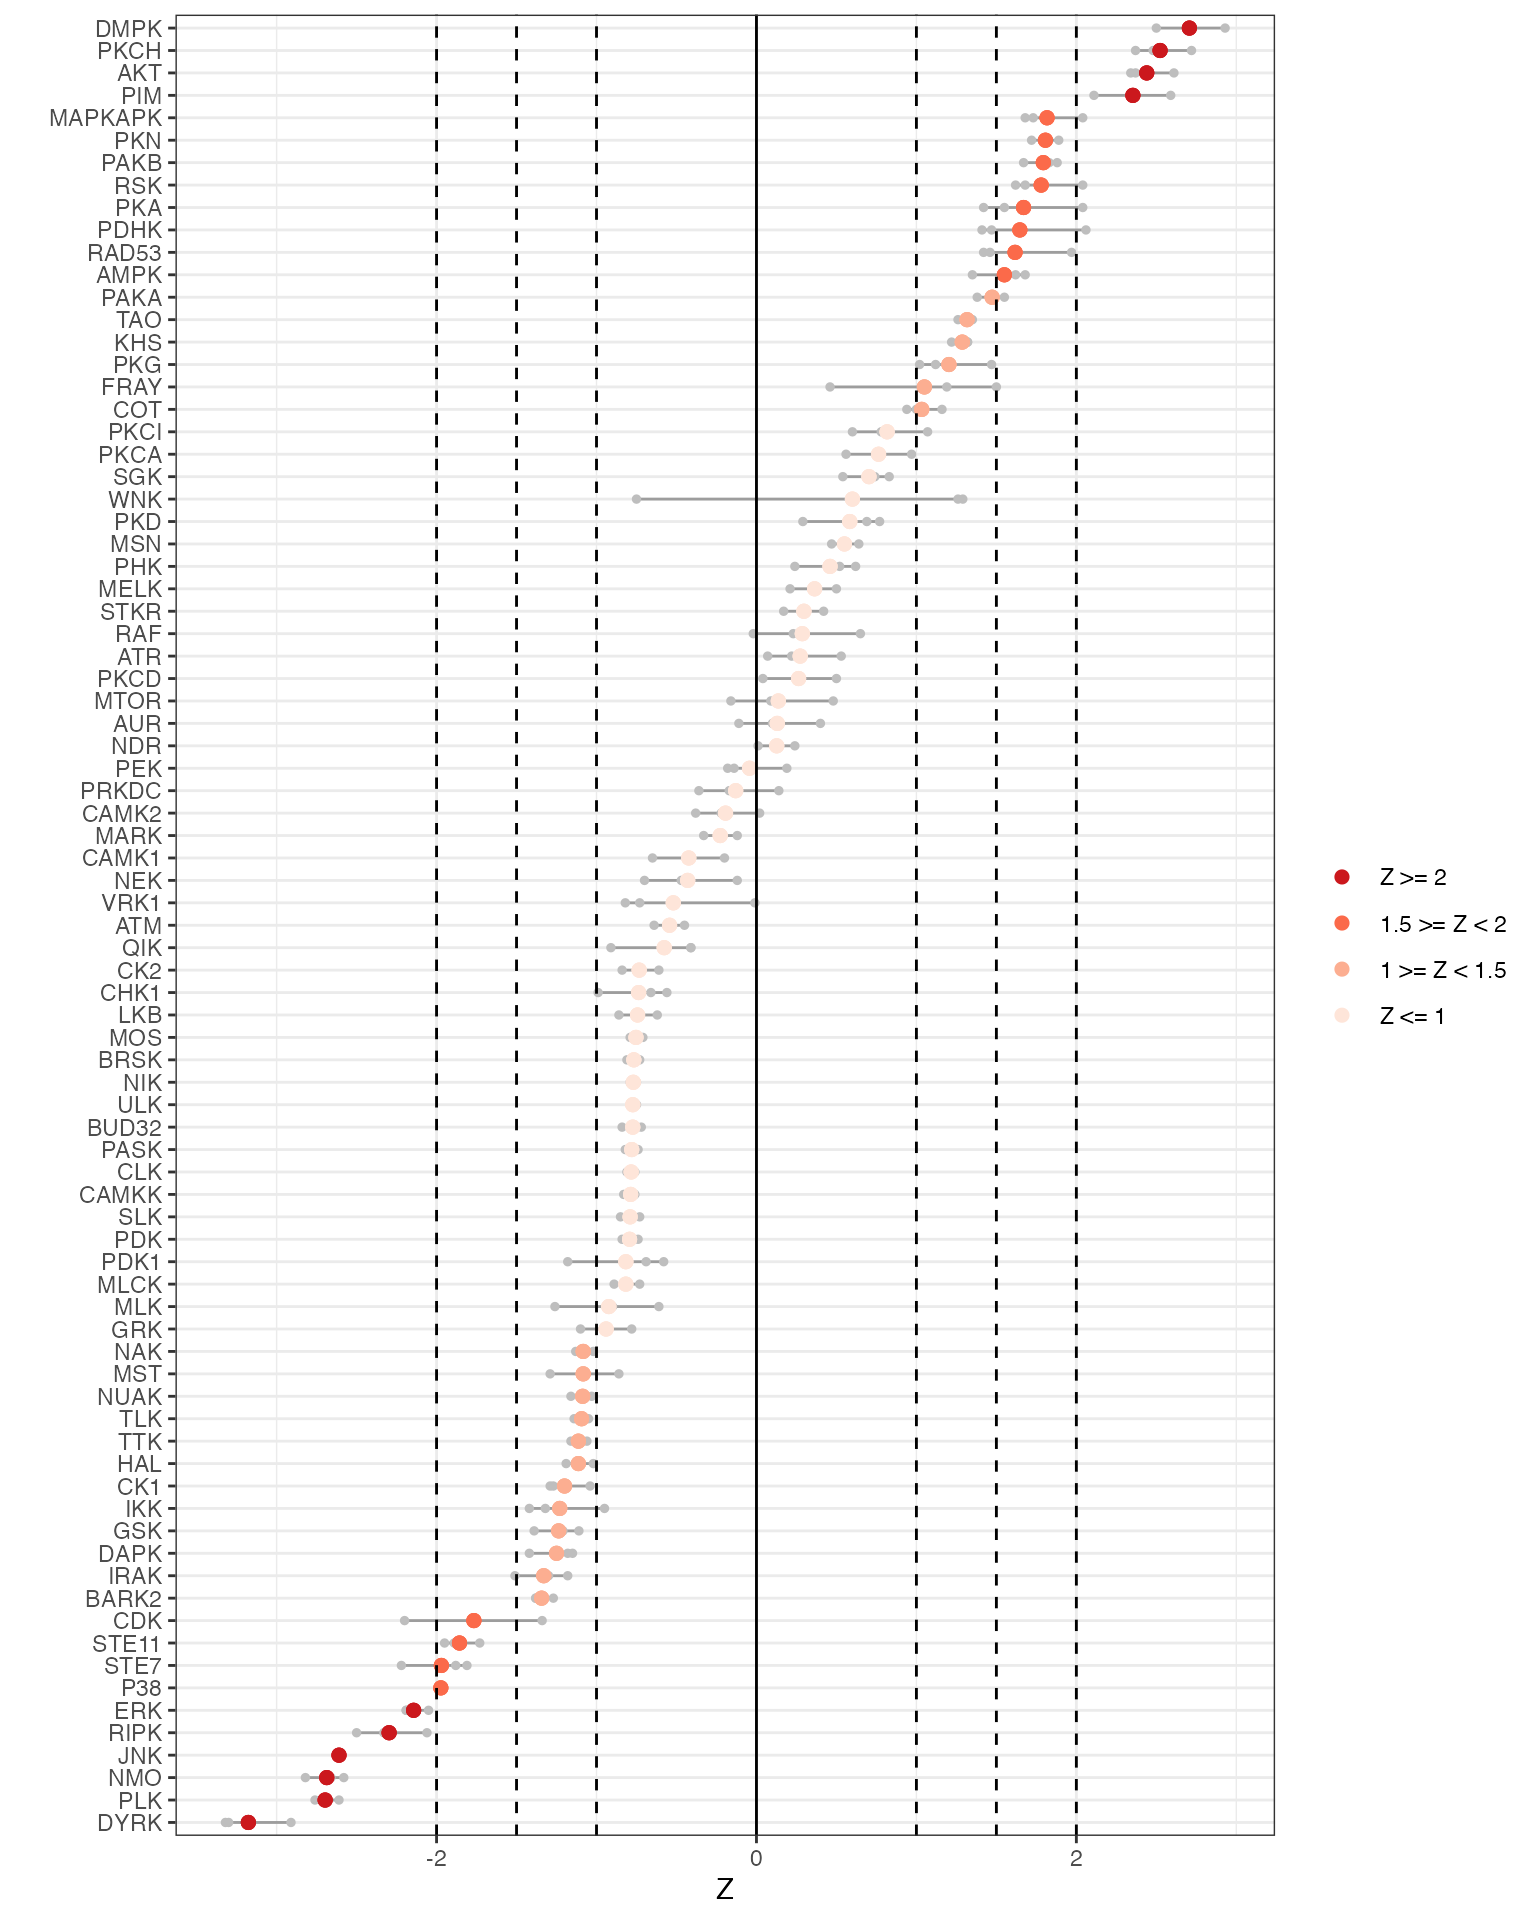 DMPK
PKCH
AKT
PIM
MAPKAPK
PKN
PAKB
RSK
PKA
PDHK
RAD53
AMPK
PAKA
TAO
KHS
PKG
FRAY
COT
PKCI
PKCA
SGK
WNK
PKD
MSN
PHK
MELK
STKR
RAF
ATR
PKCD
MTOR
AUR
NDR
PEK
PRKDC
CAMK2
MARK
CAMK1
NEK
VRK1
ATM
QIK
CK2
CHK1
LKB
MOS
BRSK
NIK
ULK
BUD32
PASK
CLK
CAMKK
SLK
PDK
PDK1
MLCK
MLK
GRK
NAK
MST
NUAK
TLK
TTK
HAL
CK1
IKK
GSK
DAPK
IRAK
BARK2
CDK
STE11
STE7
P38
ERK
RIPK
JNK
NMO
PLK
DYRK
-2 0 2
Z
Z >= 2
1.5 >= Z < 2
1 >= Z < 1.5
Z <= 1